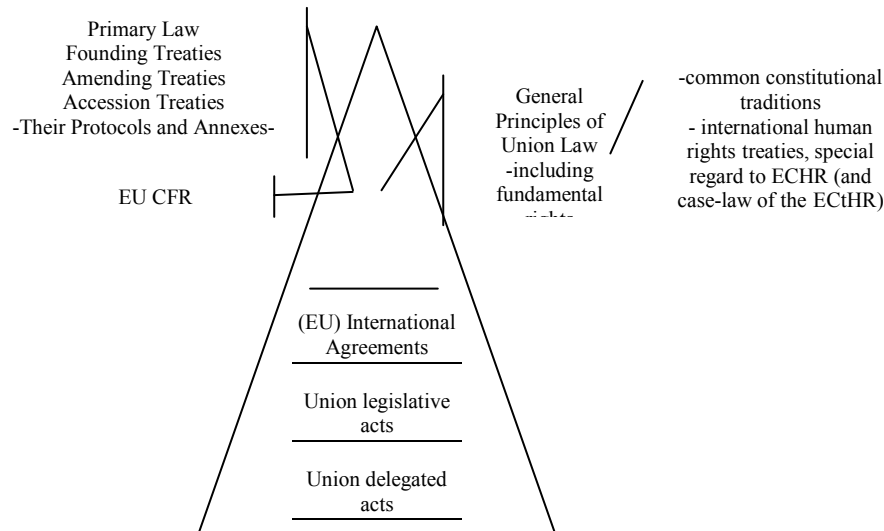 Primary Law
Founding Treaties
Amending Treaties
Accession Treaties
-Their Protocols and Annexes-
EU CFR
General
Principles of
Union Law
-including
fundamental
rights
-common constitutional
traditions
- international human
rights treaties, special
regard to ECHR (and
case-law of the ECtHR)
(EU) International
Agreements
Union legislative
acts
Union delegated
acts